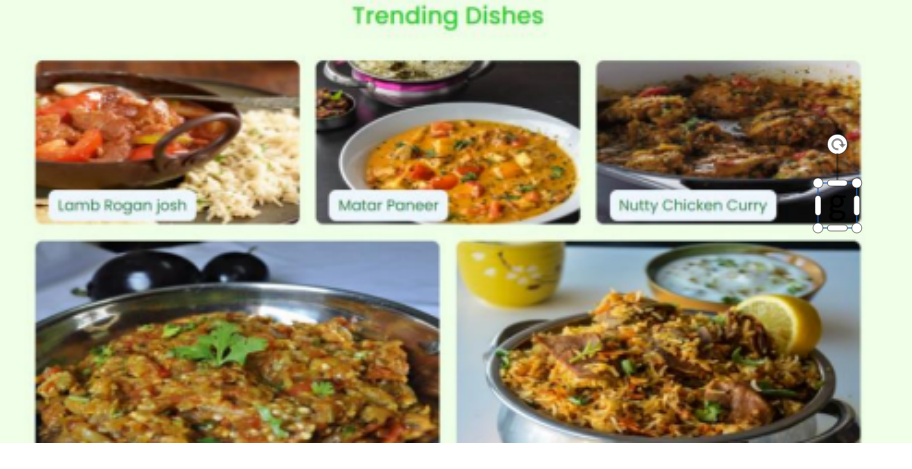 Trending Dishes
Lamb Rogan josh
Matar Paneer
Nutty Chicken Curry
g